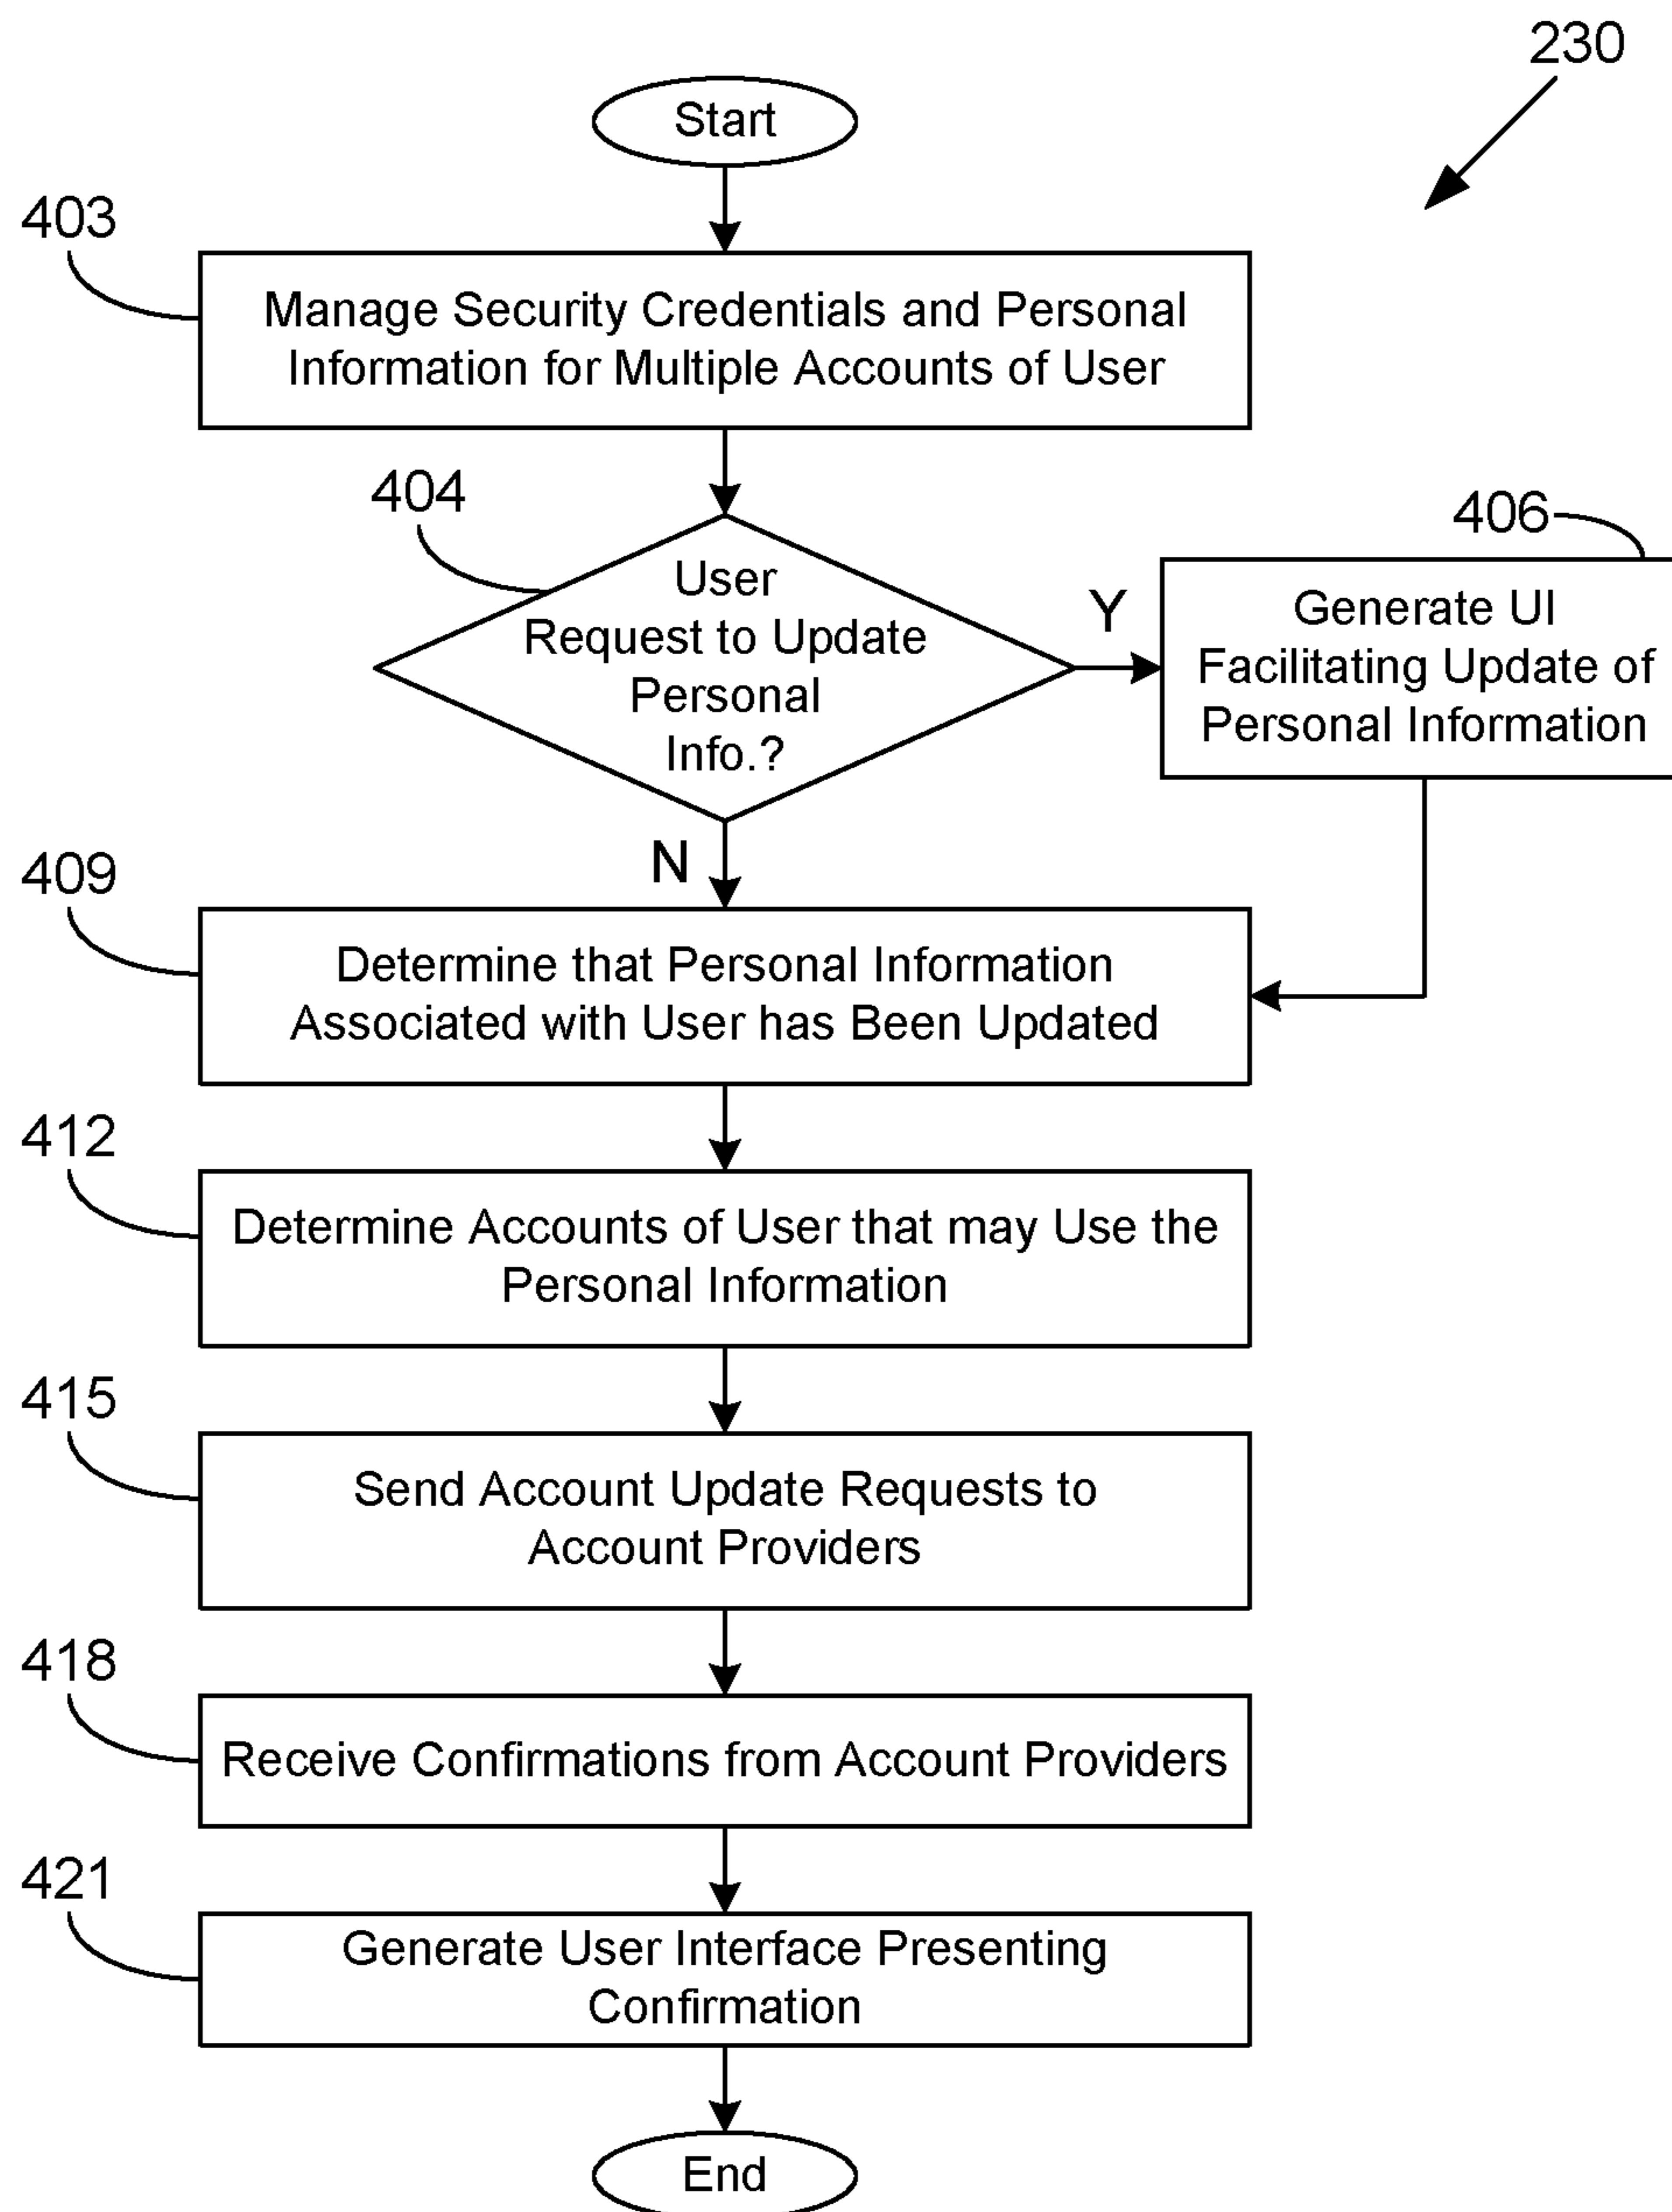 230
Start
403
Manage Security Credentials and Personal
Information for Multiple Accounts of User
404
User
Request to Update
Personal
Info.?
Y
406
Generate UI
Facilitating Update of
Personal Information
N
409
Determine that Personal Information
Associated with User has Been Updated
412
Determine Accounts of User that may Use the
Personal Information
415
Send Account Update Requests to
Account Providers
418
Receive Confirmations from Account Providers
421
Generate User Interface Presenting
Confirmation
End